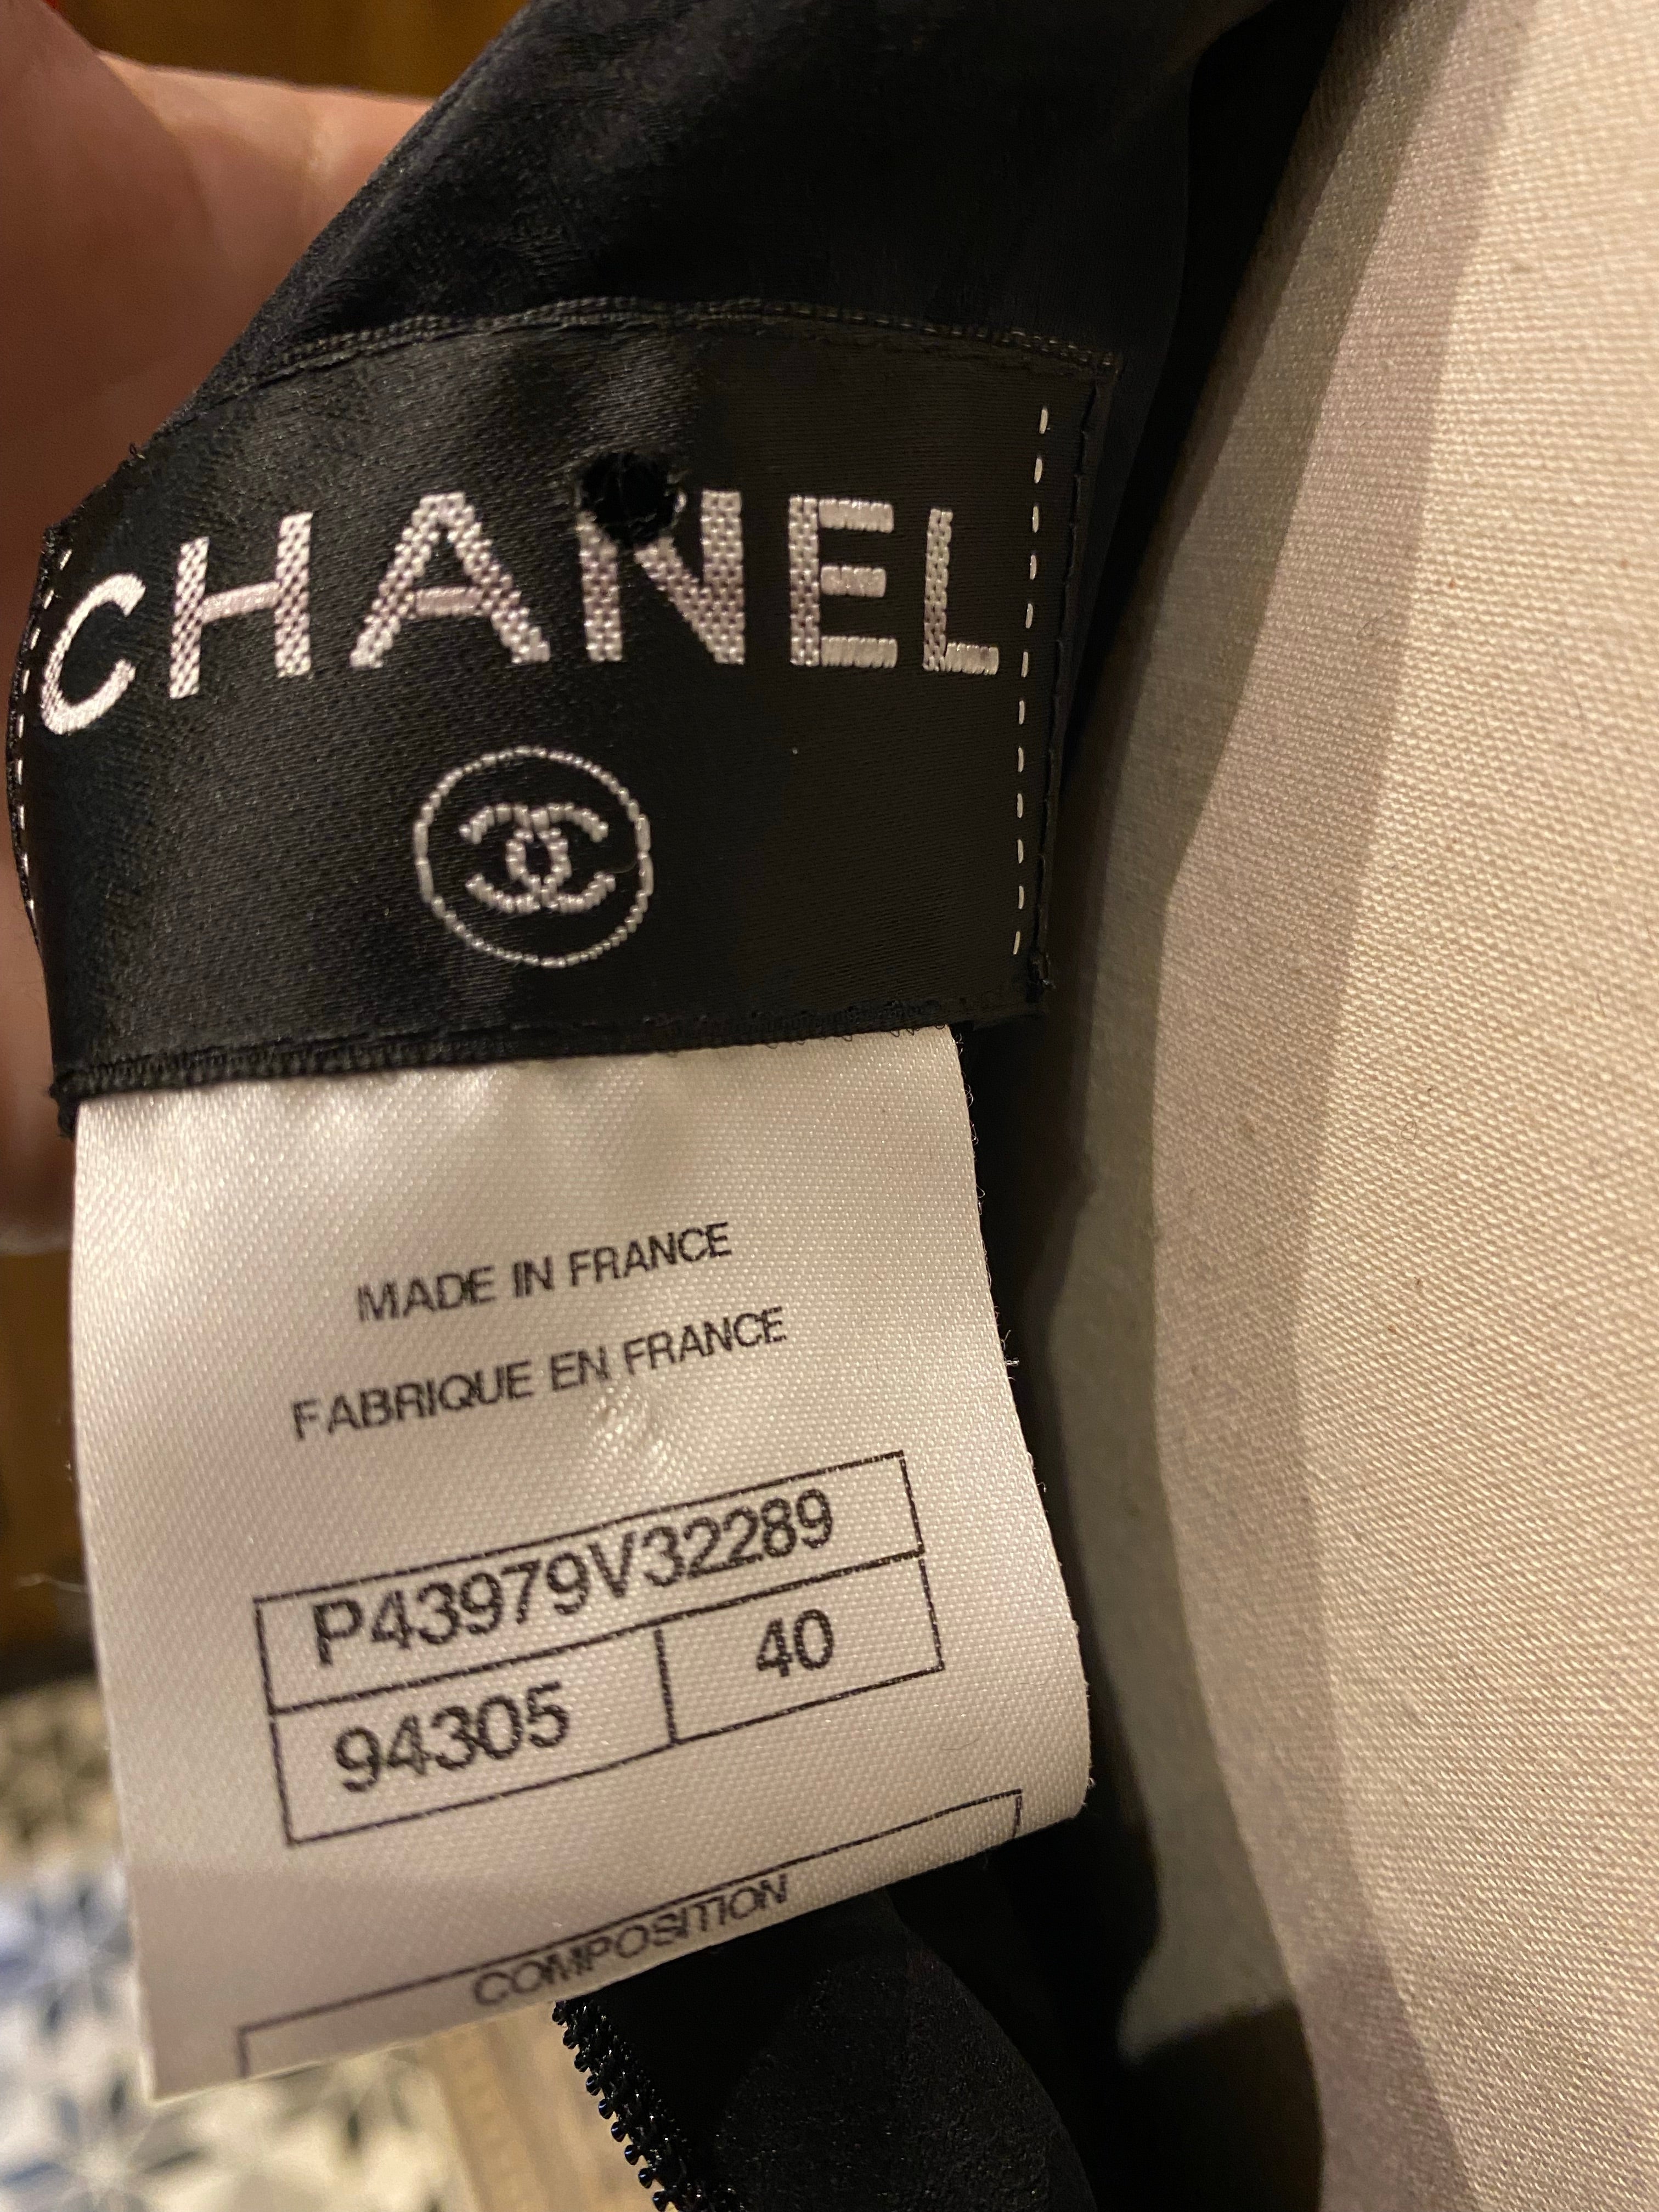 CHANEL
MADE IN FRANCE
FABRIQUE EN FRANCE
P43979V32289
94305 40
COMPOSITION